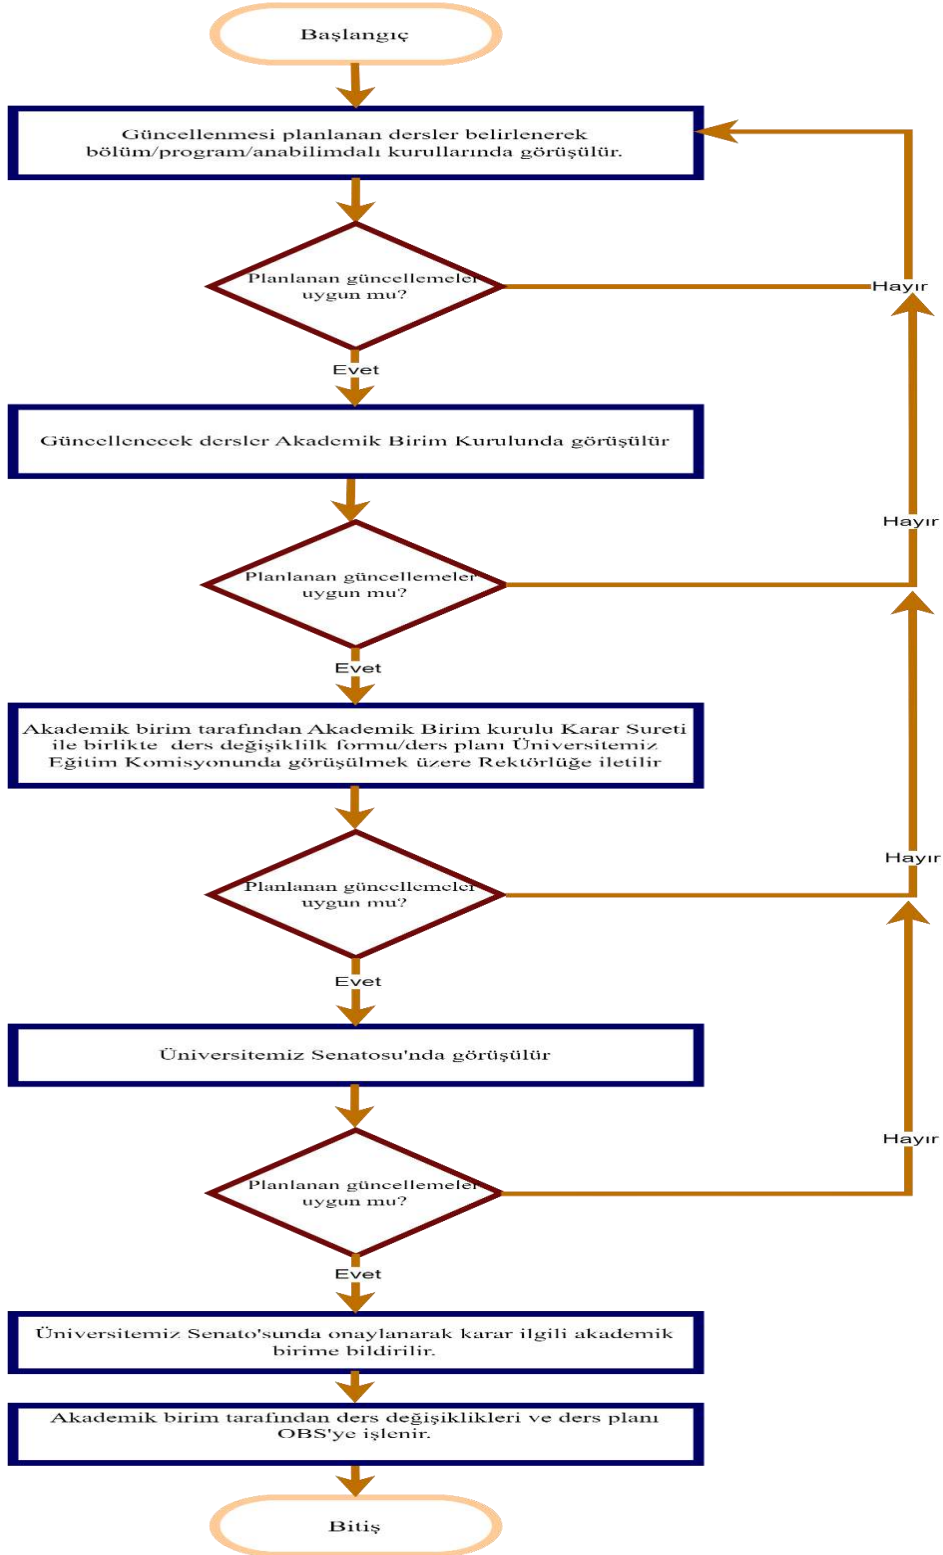 Başlangıç
Güncellenmesi planlanan dersler belirlenerek
bölüm/program/anabilimdalı kurullarında görüşülür.
Planlanan güncellemeler
uygun mu?
Hayır
Evet
Güncellenecek dersler Akademik Birim Kurulunda görüşülür
Hayır
Planlanan güncellemeler
uygun mu?
Evet
Akademik birim tarafından Akademik Birim kurulu Karar Sureti
ile birlikte ders değişiklilk formu/ders planı Üniversitemiz
Eğitim Komisyonunda görüşülmek üzere Rektörlüğe iletilir
Hayır
Planlanan güncellemeler
uygun mu?
Evet
Üniversitemiz Senatosu'nda görüşülür
Hayır
Planlanan güncellemeler
uygun mu?
Evet
Üniversitemiz Senato'sunda onaylanarak karar ilgili akademik
birime bildirilir.
Akademik birim tarafından ders değişiklikleri ve ders planı
OBS'ye işlenir.
Bitiş